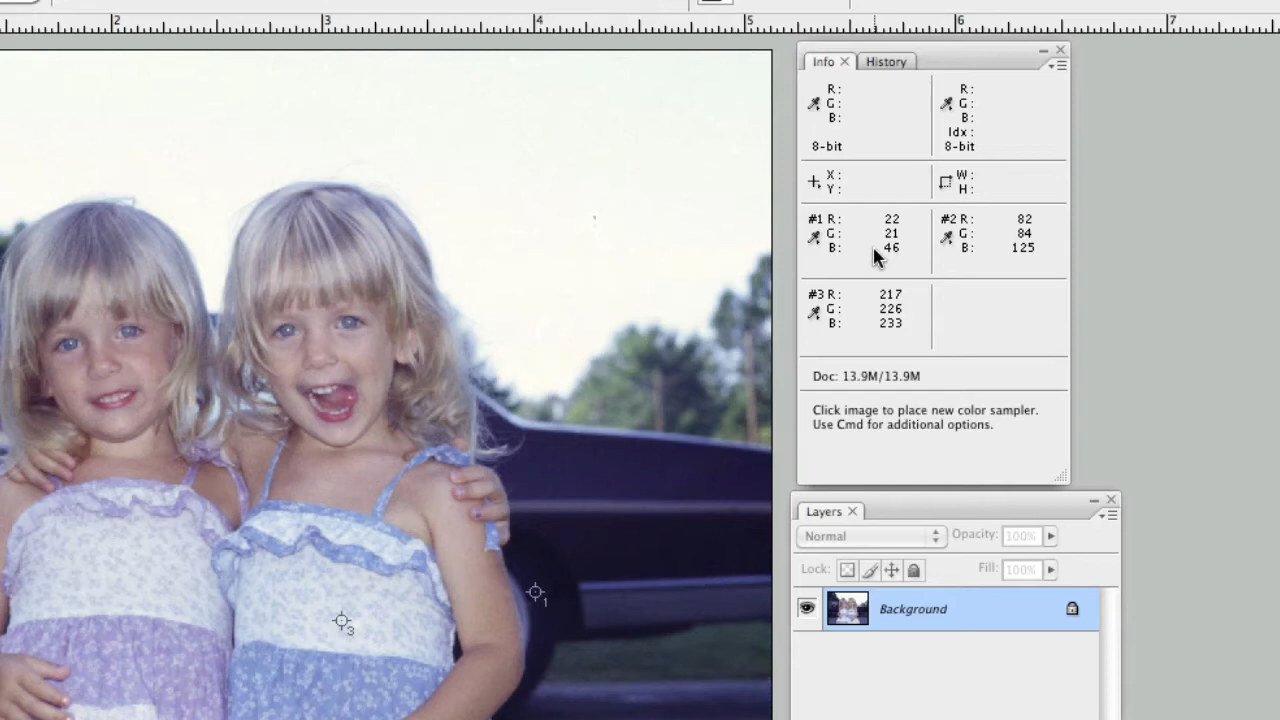 2 3 4 5 6 7
Info History
R: R:
G: G:
B: B:
Idx:
8-bit 8-bit
X: W:
Y: H:
#1 R: 22 #2 R: 82
G: 21 G: 84
B: 46 B: 125
#3 R: 217
G: 226
B: 233
Doc: 13.9M/13.9M
Click image to place new color sampler.
Use Cmd for additional options.
Layers
Normal Opacity: 100%
Lock: Fill: 100%
Background
1
3